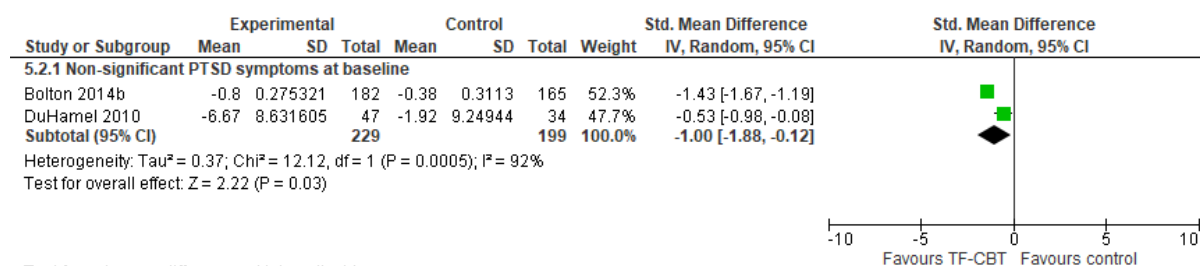 Experimental Control Std. Mean Difference Std. Mean Difference
Study or Subgroup Mean SD Total Mean SD Total Weight IV, Random, 95% CI IV, Random, 95% CI
5.2.1 Non-significant PTSD symptoms at baseline
Bolton 2014b -0.8 0.275321 182 -0.38 0.3113 165 52.3% -1.43 [-1.67, -1.19]
DuHamel 2010 -6.67 8.631605 47 -1.92 9.24944 34 47.7% -0.53 [-0.98, -0.08]
Subtotal (95% CI) 229 199 100.0% -1.00 [-1.88, -0.12]
Heterogeneity: Tau² = 0.37; Chi² = 12.12, df = 1 (P = 0.0005); I² = 92%
Test for overall effect: Z = 2.22 (P = 0.03)
-10 -5 0 5 10
Favours TF-CBT Favours control